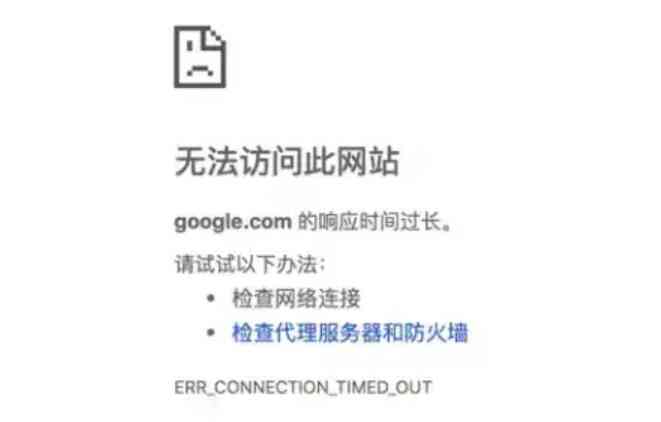 无法访问此网站
google.com 的响应时间过长。
请试试以下办法：
• 检查网络连接
• 检查代理服务器和防火墙
ERR_CONNECTION_TIMED_OUT